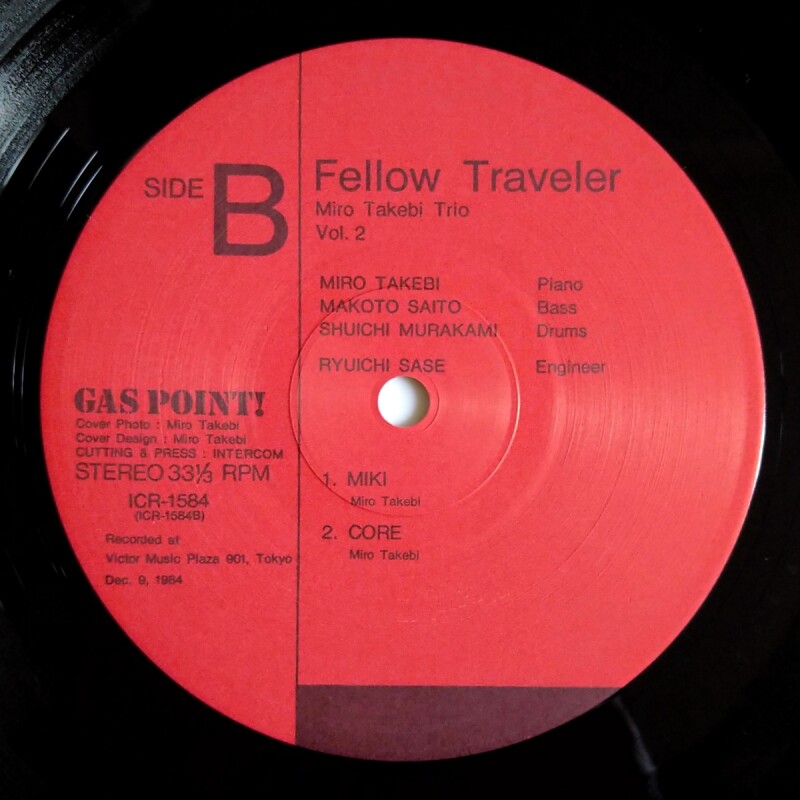 SIDE B
Fellow Traveler
Miro Takebi Trio
Vol. 2
MIRO TAKEBI Piano
MAKOTO SAITO Bass
SHUICHI MURAKAMI Drums
RYUICHI SASE Engineer
GAS POINT!
Cover Photo : Miro Takebi
Cover Design : Miro Takebi
CUTTING & PRESS : INTERCOM
STEREO 33⅓ RPM
ICR-1584
(ICR-1584B)
Recorded at
Victor Music Plaza 901, Tokyo
Dec. 9, 1984
1. MIKI
Miro Takebi
2. CORE
Miro Takebi